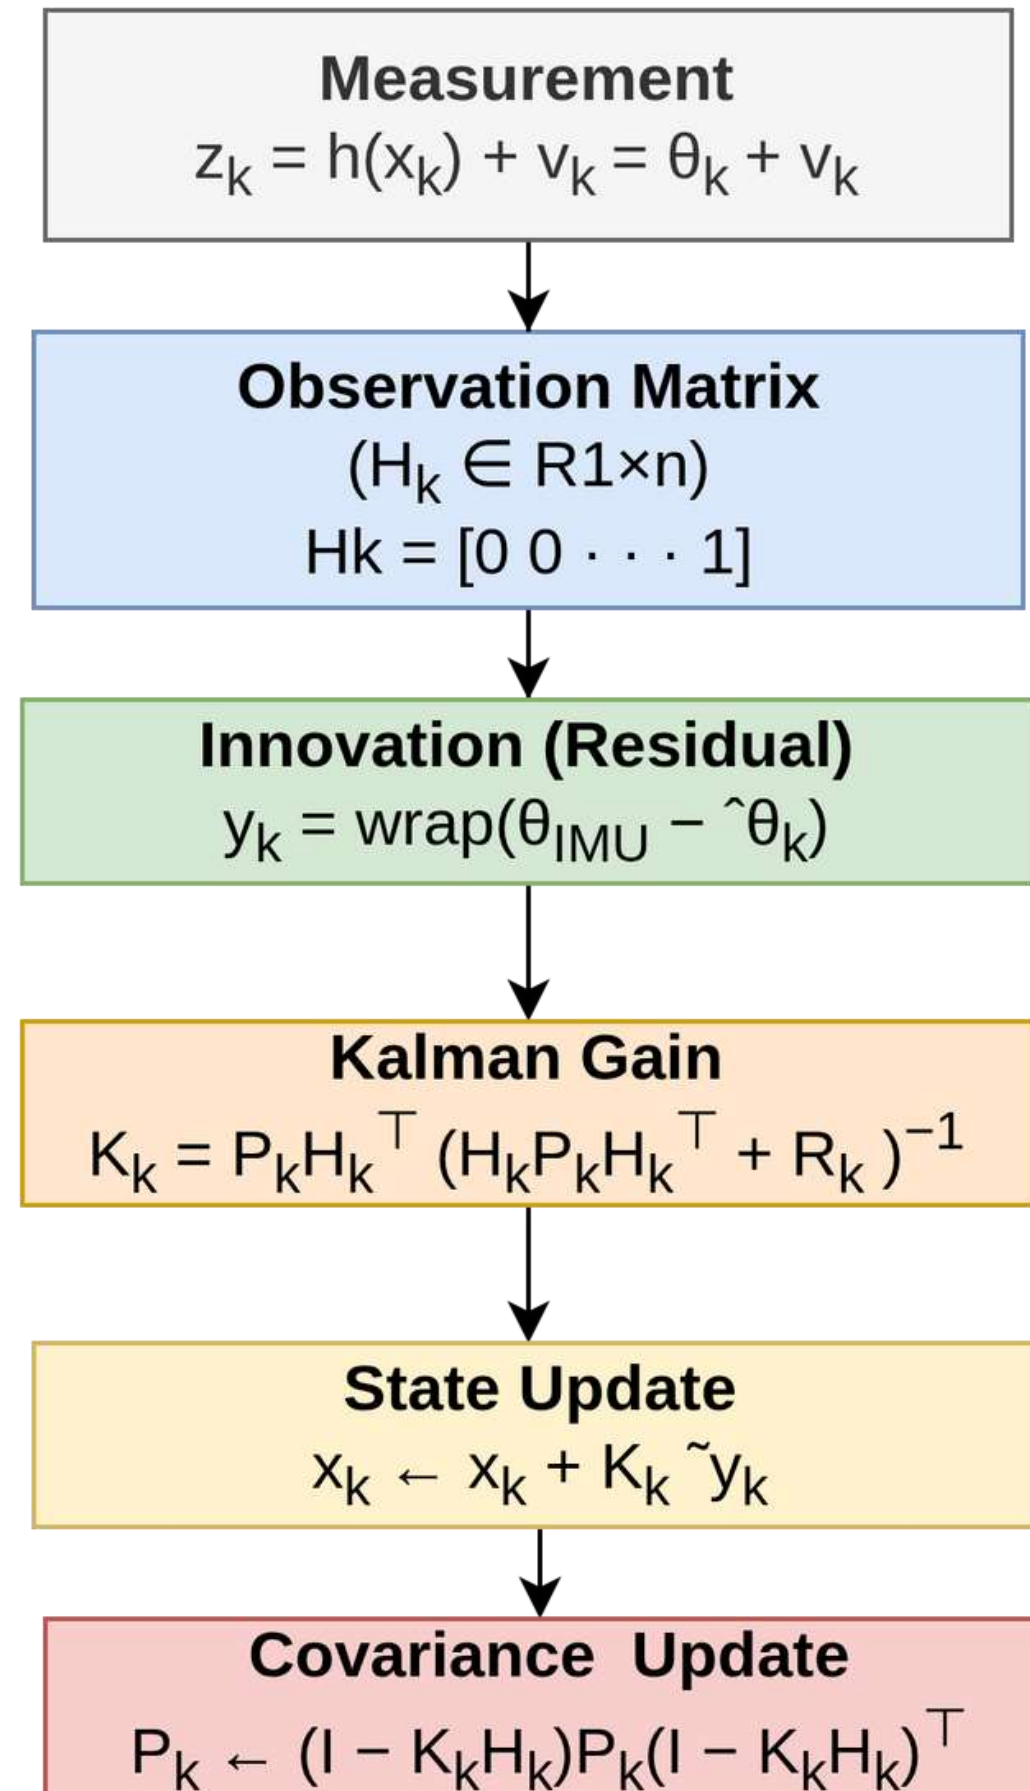 Measurement
zₖ = h(xₖ) + vₖ = θₖ + vₖ
Observation Matrix
(Hₖ ∈ R1×n)
Hk = [0 0 · · · 1]
Innovation (Residual)
yₖ = wrap(θ_IMU − ˆθₖ)
Kalman Gain
Kₖ = PₖHₖ⊤ (HₖPₖHₖ⊤ + Rₖ )⁻¹
State Update
xₖ ← xₖ + Kₖ ˜yₖ
Covariance Update
Pₖ ← (I − KₖHₖ)Pₖ(I − KₖHₖ)⊤